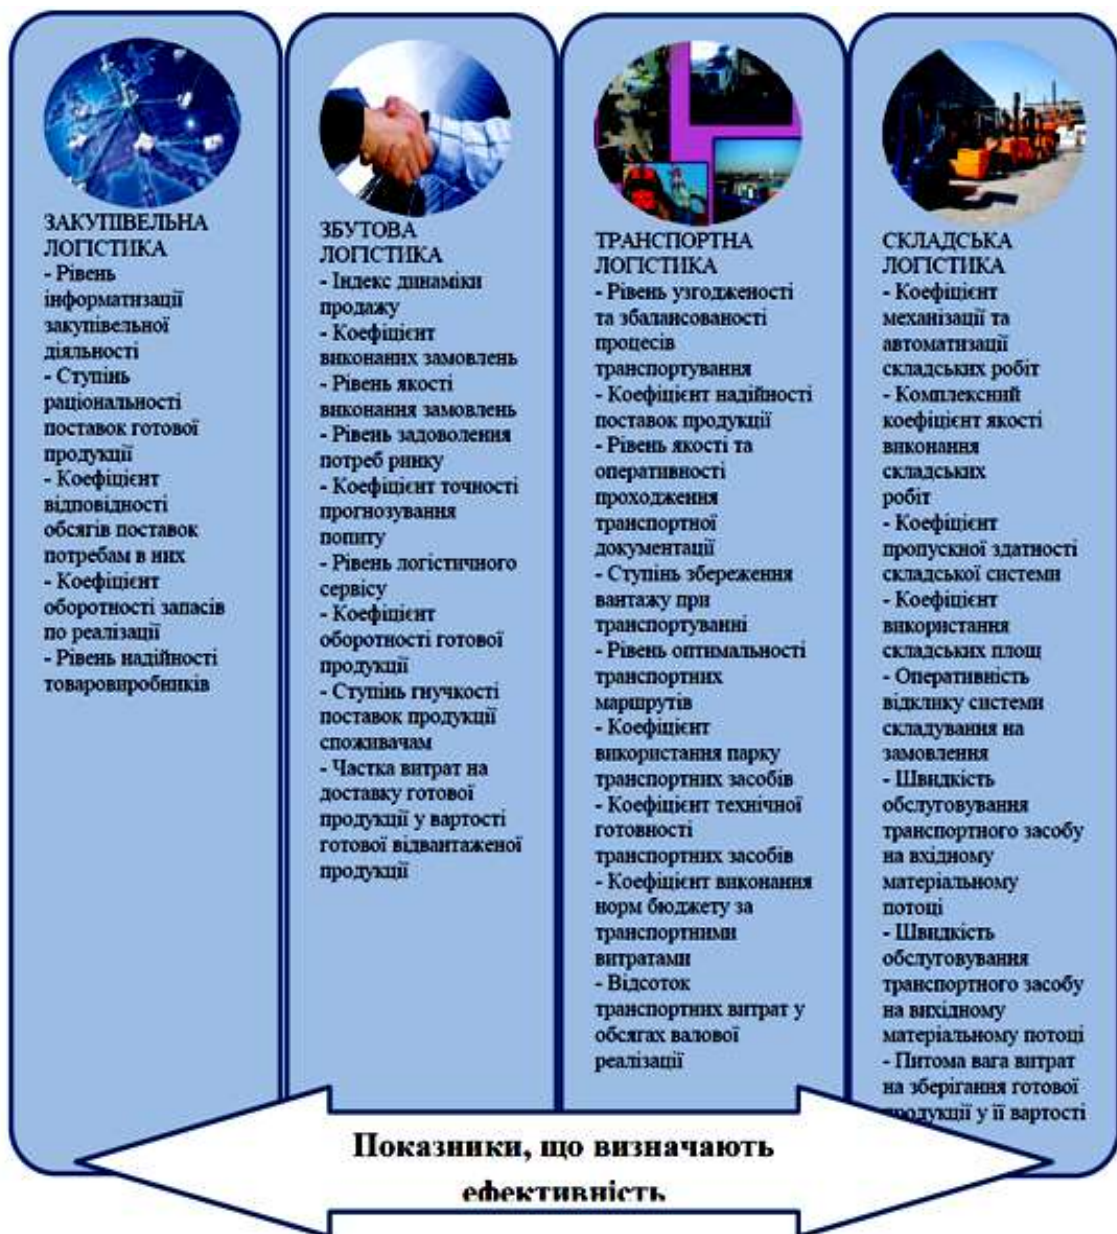 ЗАКУПІВЕЛЬНА
ЛОГІСТИКА
- Рівень
інформатизації
закупівельної
діяльності
- Ступінь
раціональності
поставок готової
продукції
- Коефіцієнт
відповідності
обсягів поставок
потребам в них
- Коефіцієнт
оборотності запасів
по реалізації
- Рівень надійності
товаровиробників
ЗБУТОВА
ЛОГІСТИКА
- Індекс динаміки
продажу
- Коефіцієнт
виконаних замовлень
- Рівень якості
виконання замовлень
- Рівень задоволення
потреб ринку
- Коефіцієнт точності
прогнозування
попиту
- Рівень логістичного
сервісу
- Коефіцієнт
оборотності готової
продукції
- Ступінь гнучкості
поставок продукції
споживачам
- Частка витрат на
доставку готової
продукції у вартості
готової відвантаженої
продукції
ТРАНСПОРТНА
ЛОГІСТИКА
- Рівень узгодженості
та збалансованості
процесів
транспортування
- Коефіцієнт надійності
поставок продукції
- Рівень якості та
оперативності
проходження
транспортної
документації
- Ступінь збереження
вантажу при
транспортуванні
- Рівень оптимальності
транспортних
маршрутів
- Коефіцієнт
використання парку
транспортних засобів
- Коефіцієнт технічної
готовності
транспортних засобів
- Коефіцієнт виконання
норм бюджету за
транспортними
витратами
- Відсоток
транспортних витрат у
обсягах валової
реалізації
СКЛАДСЬКА
ЛОГІСТИКА
- Коефіцієнт
механізації та
автоматизації
складських робіт
- Комплексний
коефіцієнт якості
виконання
складських
робіт
- Коефіцієнт
пропускної здатності
складської системи
- Коефіцієнт
використання
складських площ
- Оперативність
відклику системи
складування на
замовлення
- Швидкість
обслуговування
транспортного засобу
на вхідному
матеріальному
потоці
- Швидкість
обслуговування
транспортного засобу
на вихідному
матеріальному потоці
- Питома вага витрат
на зберігання готової
продукції у її вартості
Показники, що визначають
ефективність